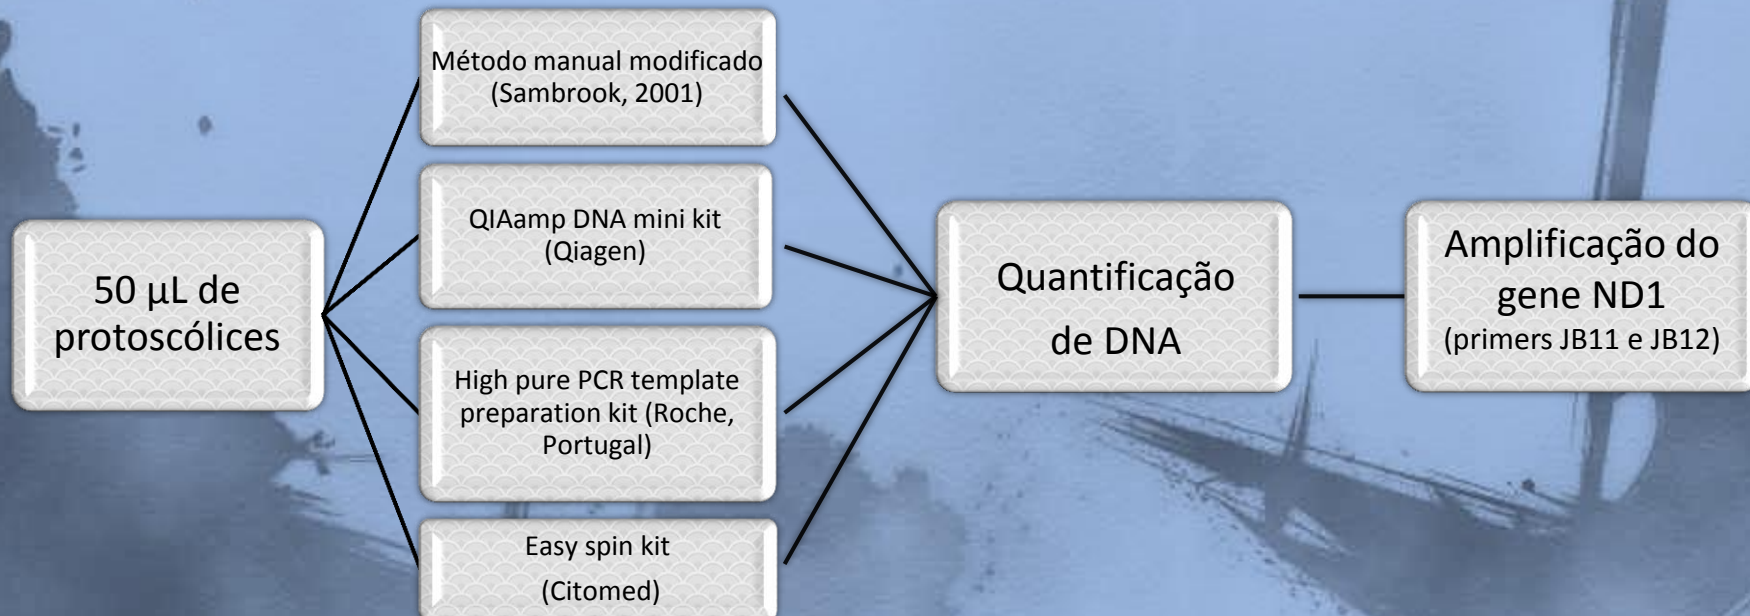 50 µL de
protoscólices
Método manual modificado
(Sambrook, 2001)
QIAamp DNA mini kit
(Qiagen)
High pure PCR template
preparation kit (Roche,
Portugal)
Easy spin kit
(Citomed)
Quantificação
de DNA
Amplificação do
gene ND1
(primers JB11 e JB12)